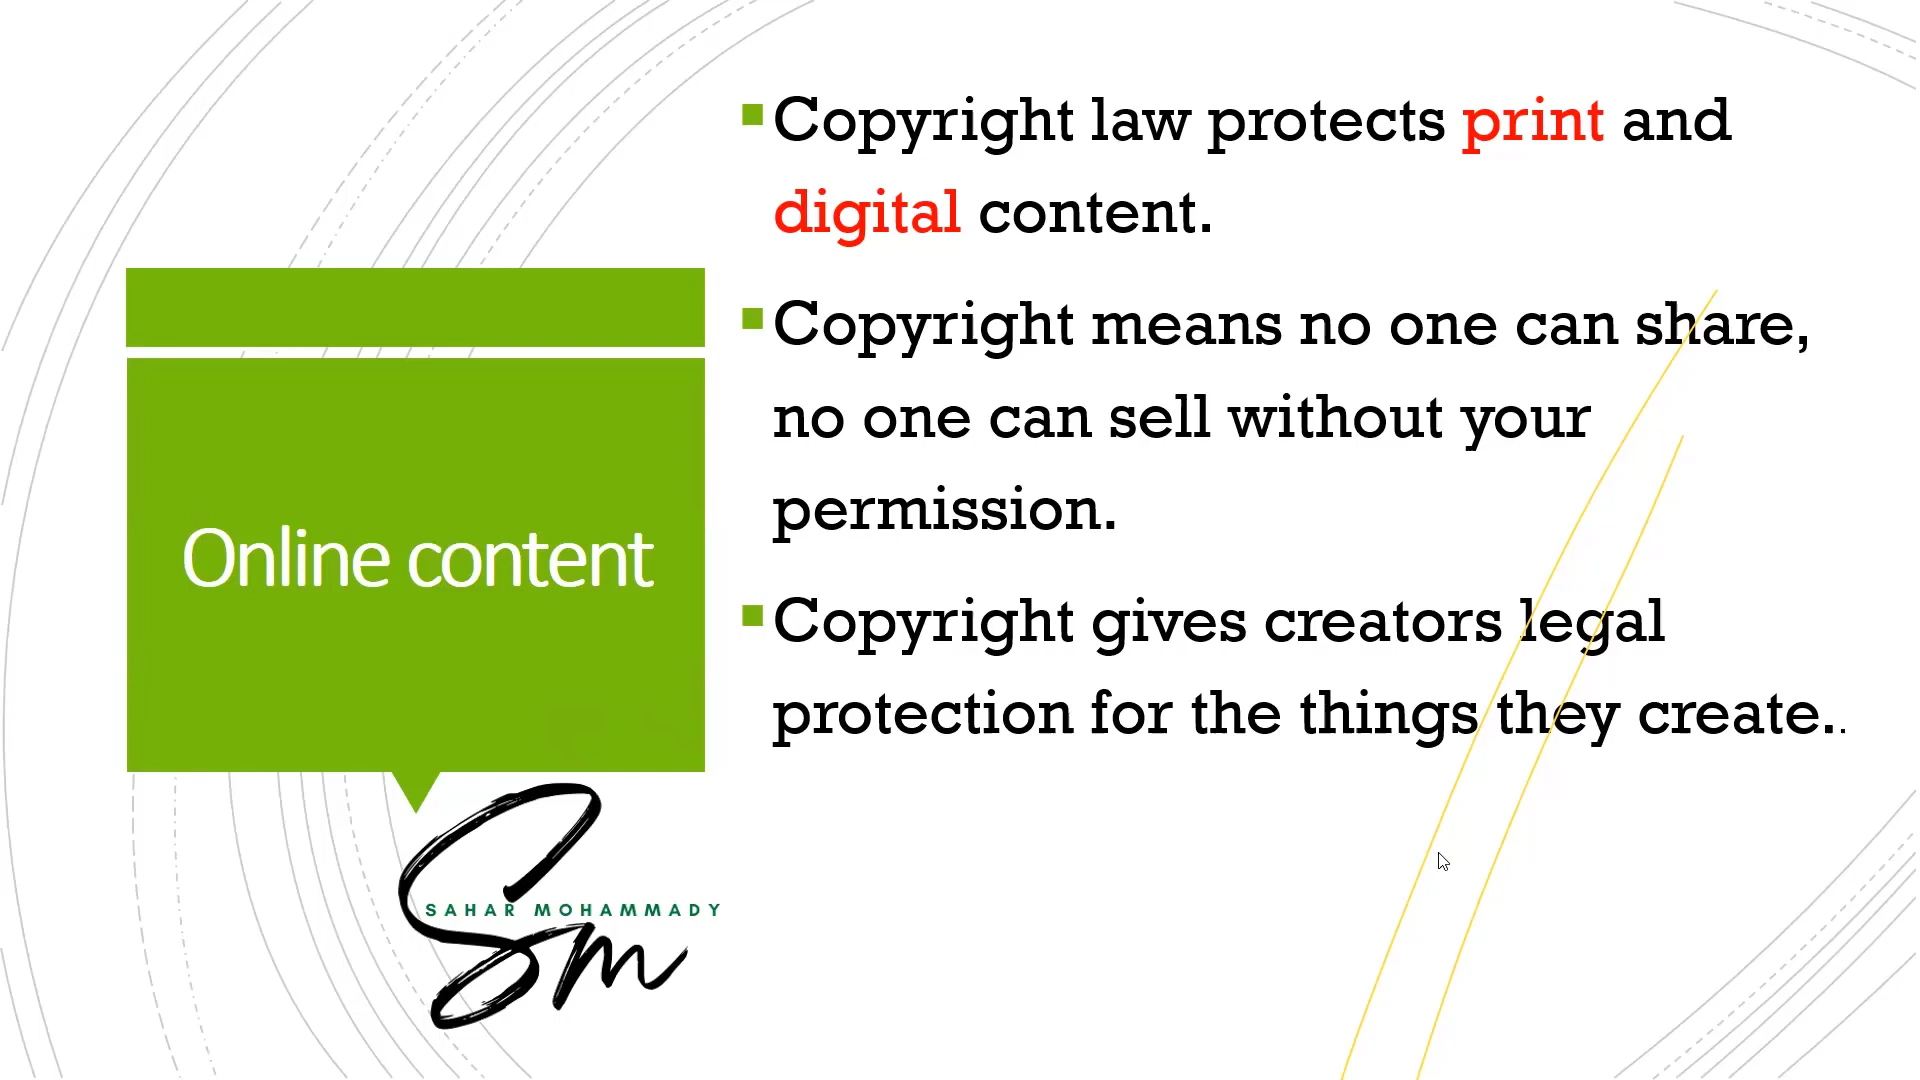 Copyright law protects print and
digital content.
Copyright means no one can share,
no one can sell without your
permission.
Copyright gives creators legal
protection for the things they create..
Online content
Sm
SAHAR MOHAMMADY